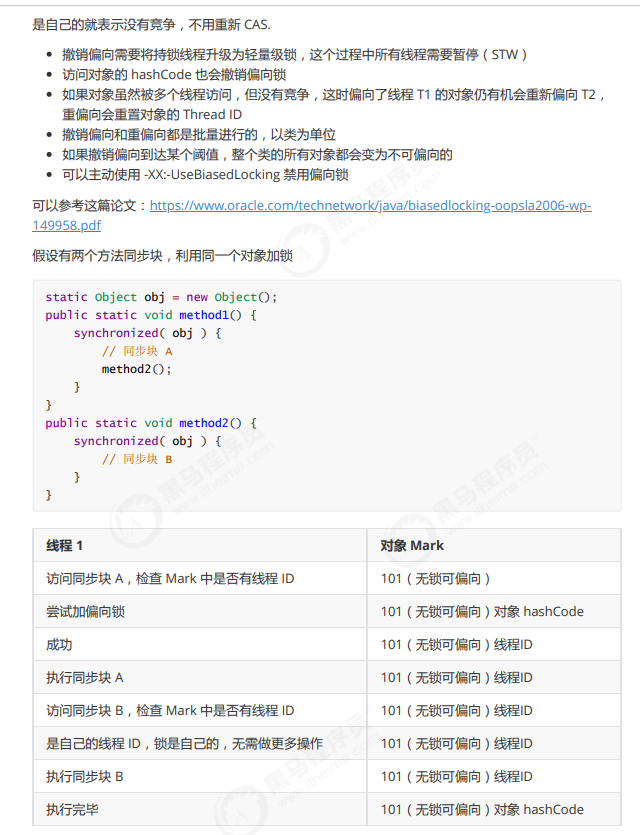 是自己的就表示没有竞争，不用重新 CAS.
撤销偏向需要将持锁线程升级为轻量级锁，这个过程中所有线程需要暂停（STW）
访问对象的 hashCode 也会撤销偏向锁
如果对象虽然被多个线程访问，但没有竞争，这时偏向了线程 T1 的对象仍有机会重新偏向 T2，
重偏向会重置对象的 Thread ID
撤销偏向和重偏向都是批量进行的，以类为单位
如果撤销偏向到达某个阈值，整个类的所有对象都会变为不可偏向的
可以主动使用 -XX:-UseBiasedLocking 禁用偏向锁
可以参考这篇论文：https://www.oracle.com/technetwork/java/biasedlocking-oopsla2006-wp-
149958.pdf
假设有两个方法同步块，利用同一个对象加锁
static Object obj = new Object();
public static void method1() {
    synchronized( obj ) {
        // 同步块 A
        method2();
    }
}
public static void method2() {
    synchronized( obj ) {
        // 同步块 B
    }
}
线程 1 对象 Mark
访问同步块 A，检查 Mark 中是否有线程 ID 101（无锁可偏向）
尝试加偏向锁 101（无锁可偏向）对象 hashCode
成功 101（无锁可偏向）线程ID
执行同步块 A 101（无锁可偏向）线程ID
访问同步块 B，检查 Mark 中是否有线程 ID 101（无锁可偏向）线程ID
是自己的线程 ID，锁是自己的，无需做更多操作 101（无锁可偏向）线程ID
执行同步块 B 101（无锁可偏向）线程ID
执行完毕 101（无锁可偏向）对象 hashCode
黑马程序员
www.itheima.com